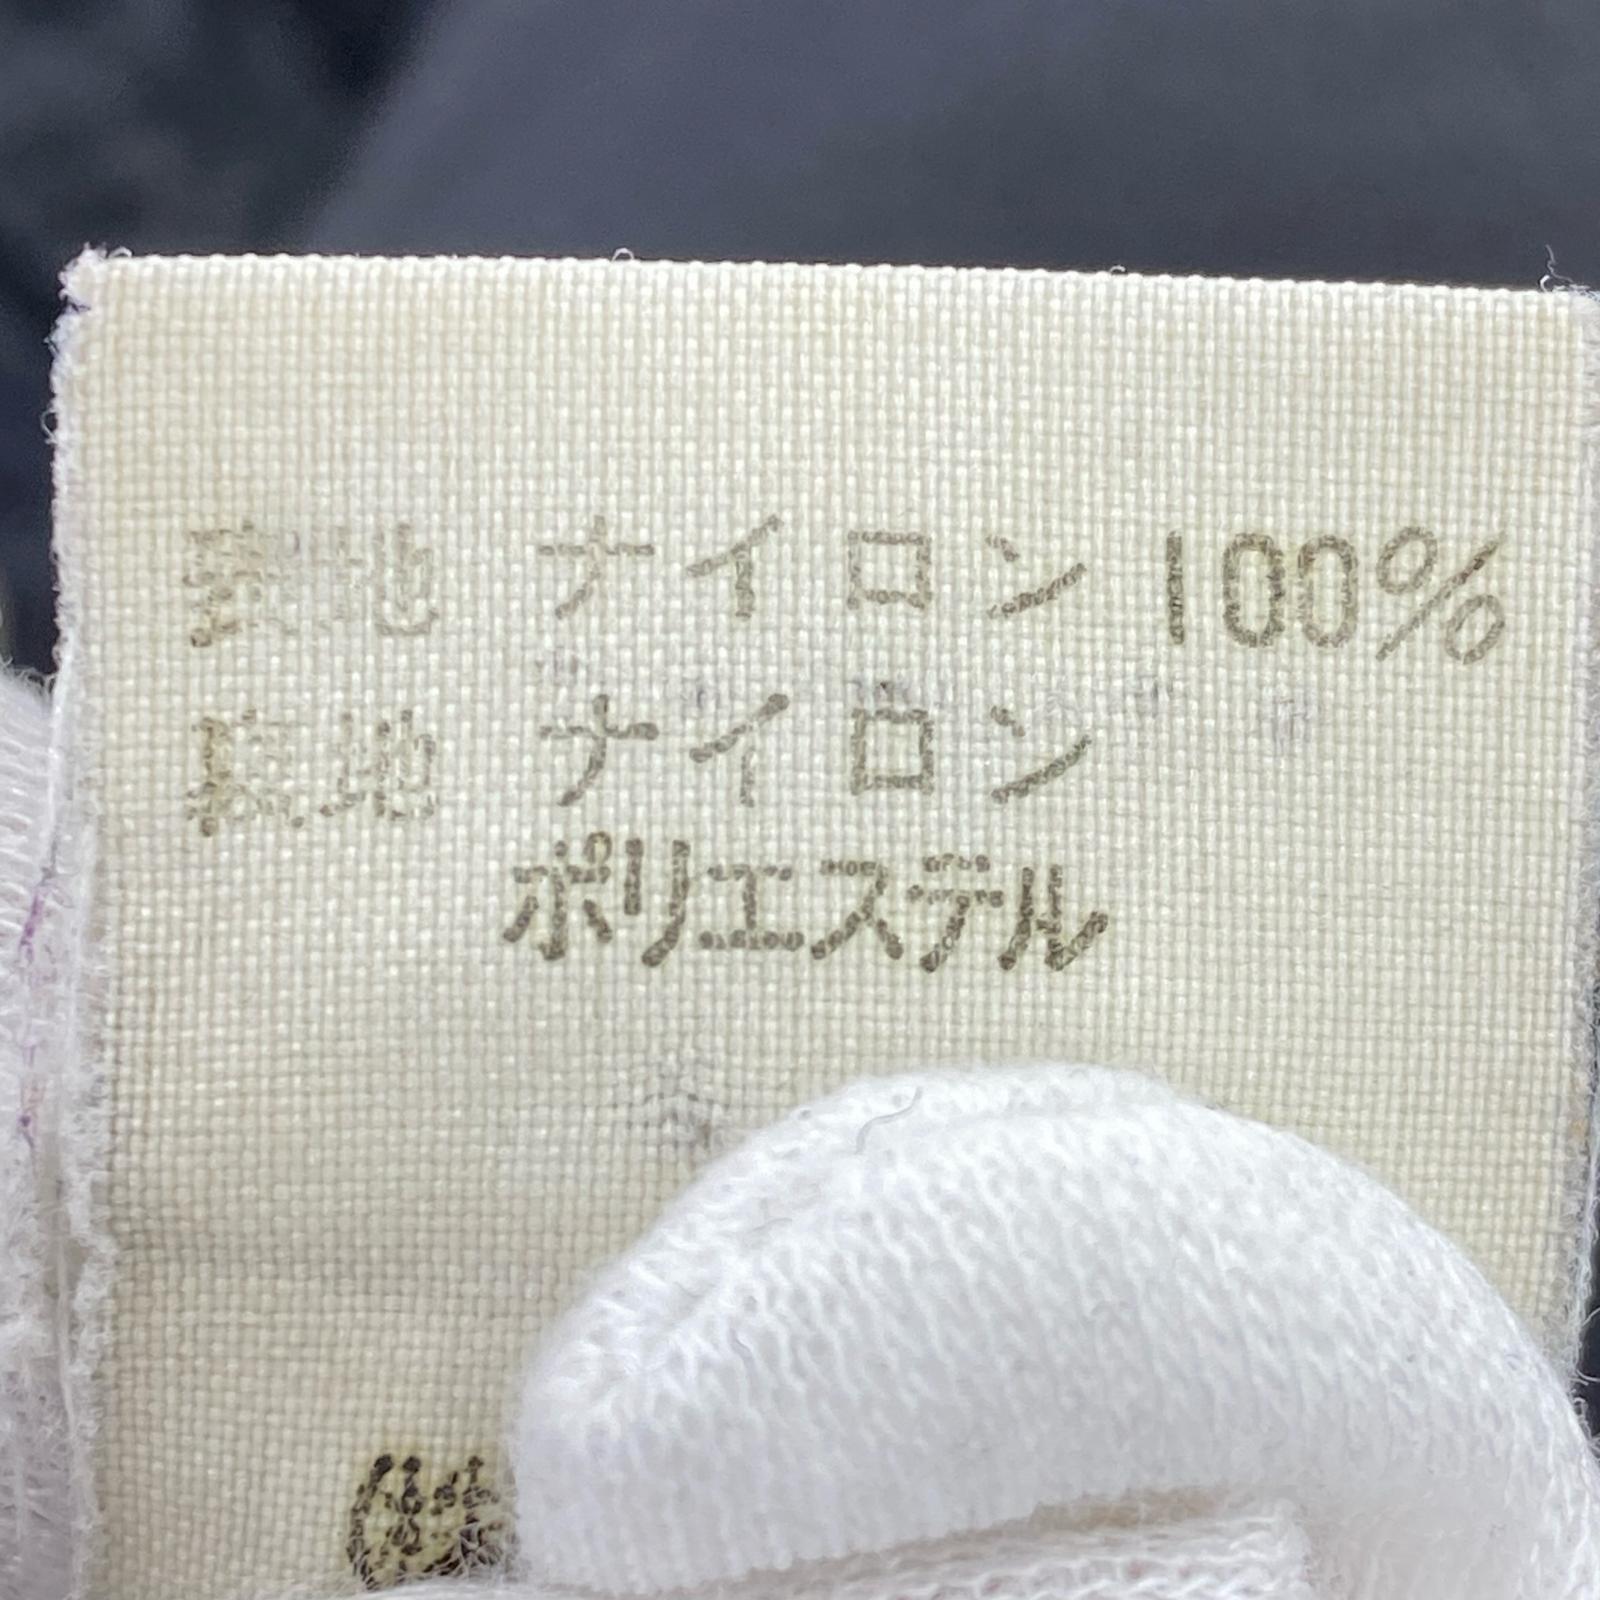 表地 ナイロン 100%
裏地 ナイロン
ポリエステル